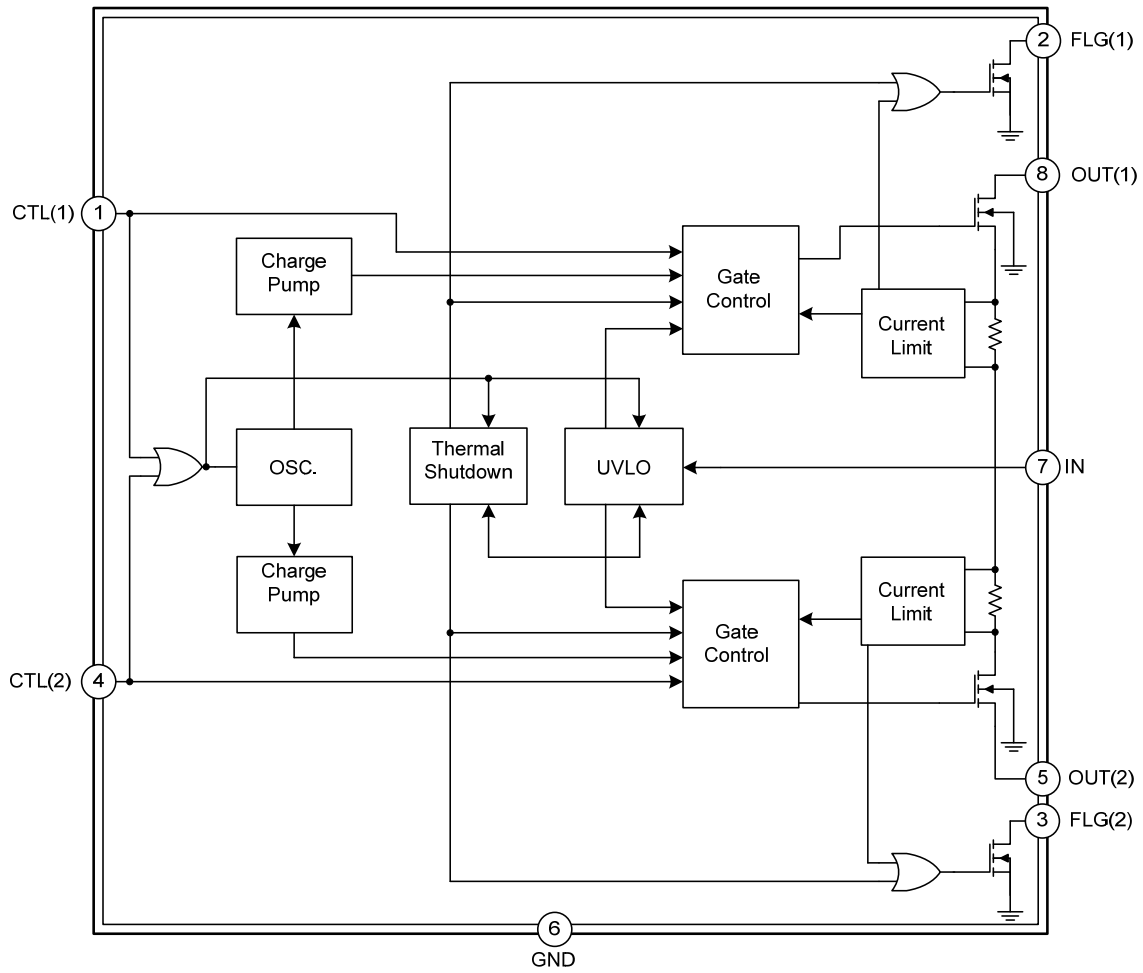 2 FLG(1)
8 OUT(1)
CTL(1) 1
Charge
Pump
Gate
Control
Current
Limit
OSC.
Thermal
Shutdown
UVLO
7 IN
Charge
Pump
Gate
Control
Current
Limit
CTL(2) 4
5 OUT(2)
3 FLG(2)
6
GND